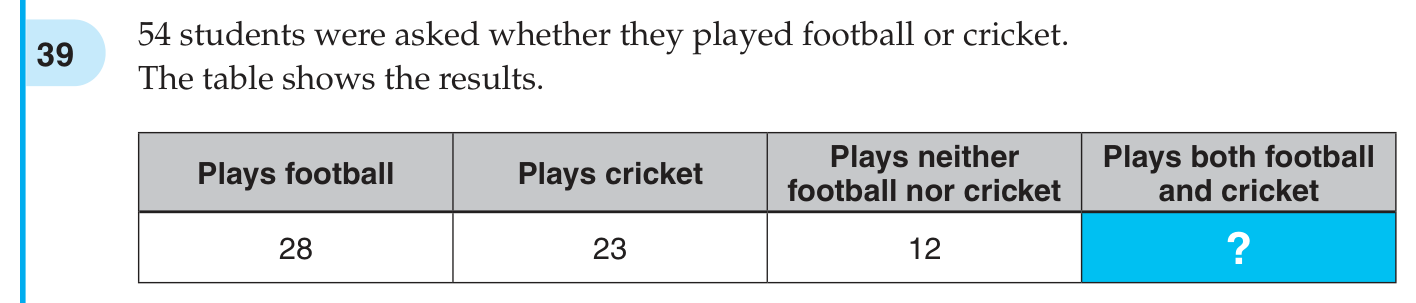 39
54 students were asked whether they played football or cricket.
The table shows the results.
Plays football
Plays cricket
Plays neither
football nor cricket
Plays both football
and cricket
28
23
12
?